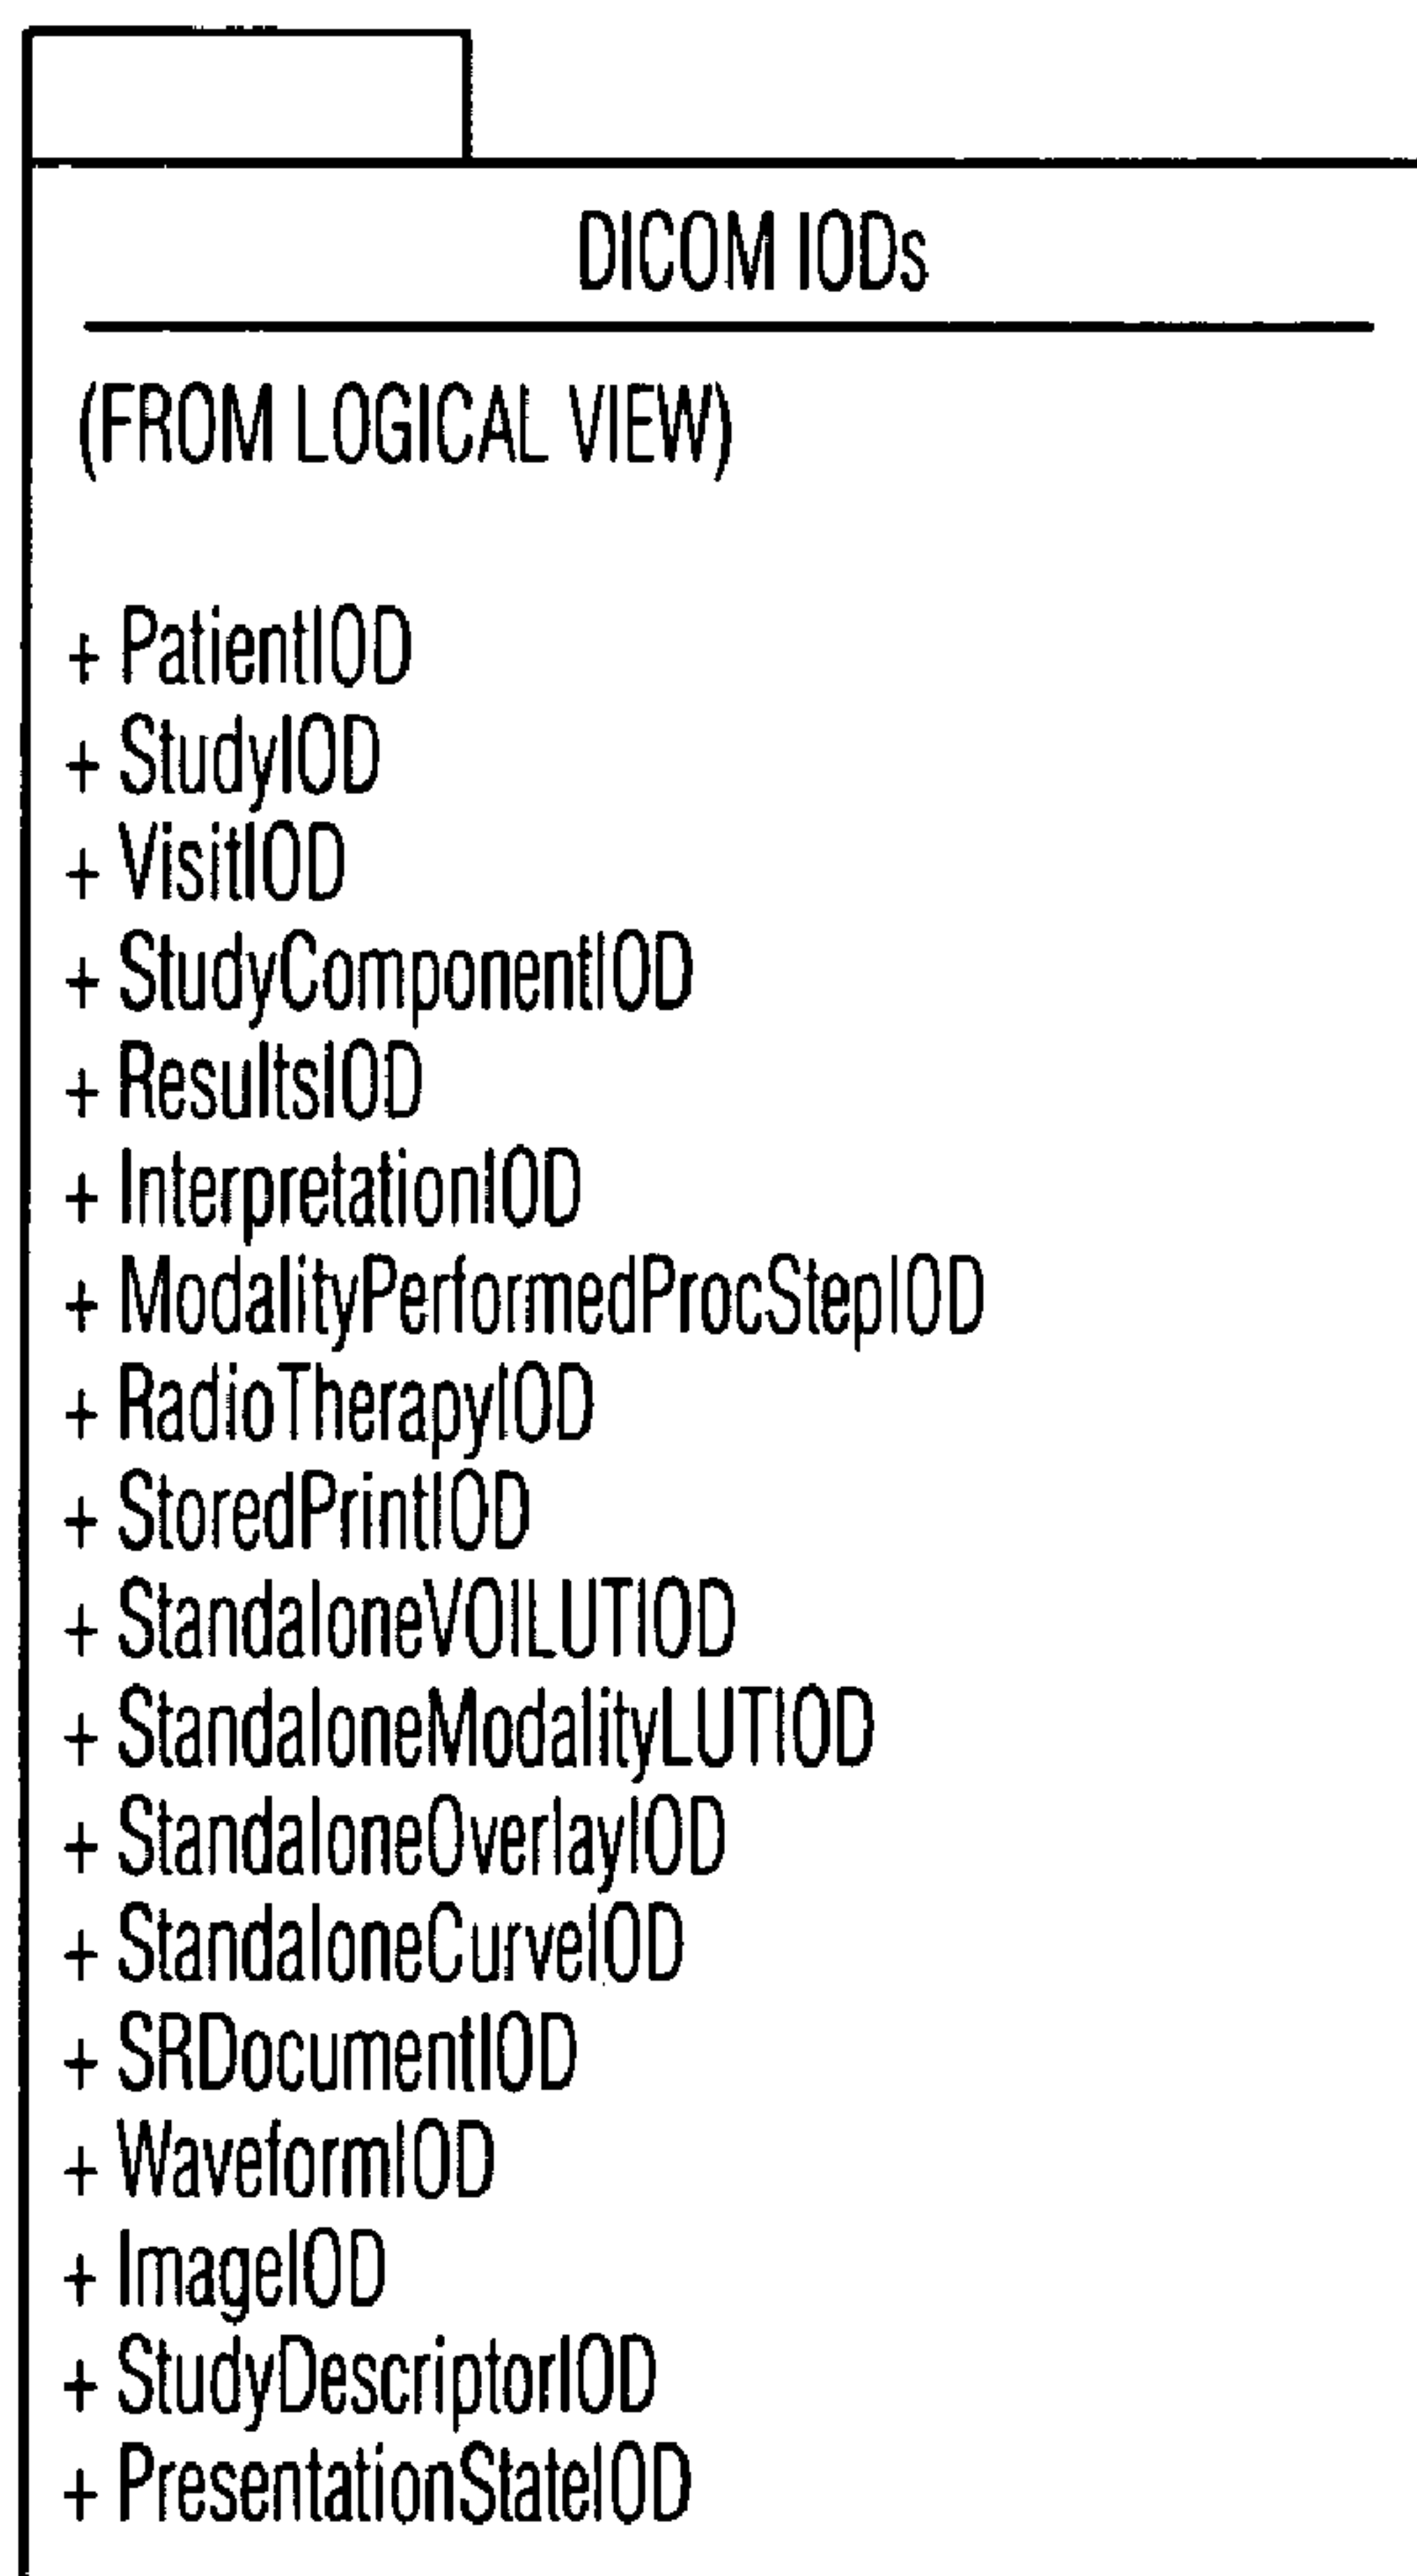 DICOM IODs
(FROM LOGICAL VIEW)
+ PatientIOD
+ StudyIOD
+ VisitIOD
+ StudyComponentIOD
+ ResultsIOD
+ InterpretationIOD
+ ModalityPerformedProcStepIOD
+ RadioTherapyIOD
+ StoredPrintIOD
+ StandaloneVOILUTIOD
+ StandaloneModalityLUTIOD
+ StandaloneOverlayIOD
+ StandaloneCurveIOD
+ SRDocumentIOD
+ WaveformIOD
+ ImageIOD
+ StudyDescriptorIOD
+ PresentationStateIOD